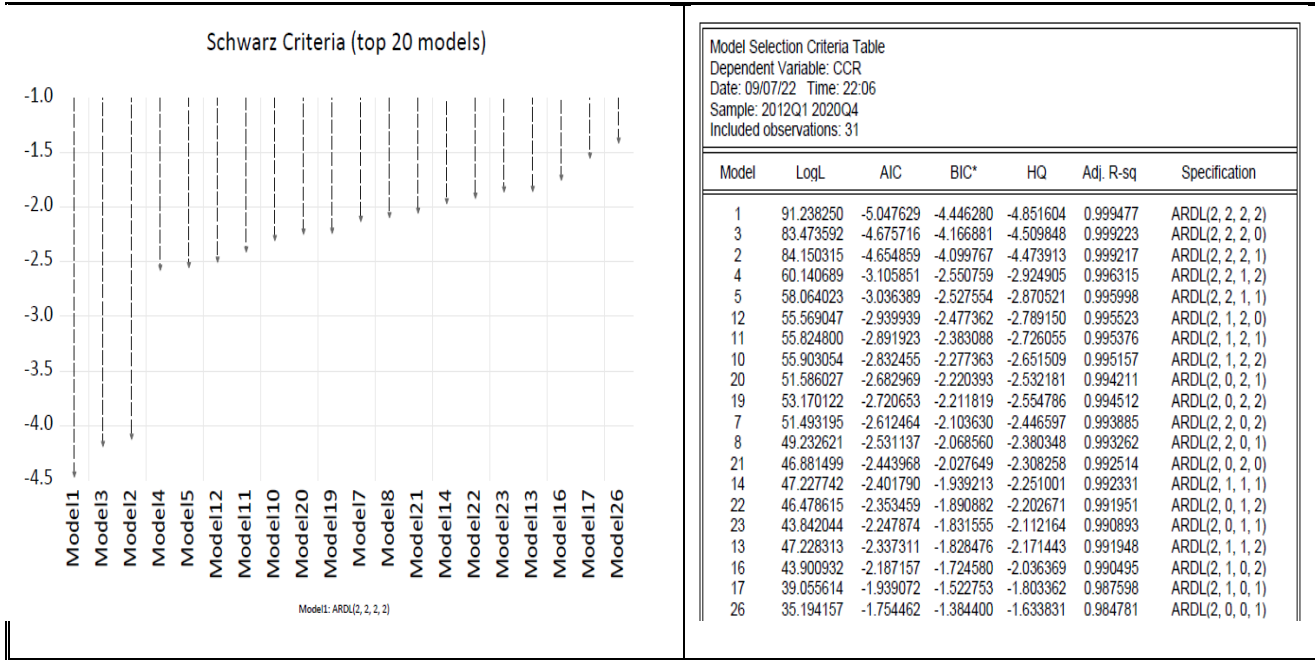 Schwarz Criteria (top 20 models)
-1.0
-1.5
-2.0
-2.5
-3.0
-3.5
-4.0
-4.5
Model1
Model3
Model2
Model4
Model5
Model12
Model11
Model10
Model20
Model19
Model7
Model8
Model21
Model14
Model22
Model23
Model13
Model16
Model17
Model26
Model1: ARDL(2, 2, 2, 2)
Model Selection Criteria Table
Dependent Variable: CCR
Date: 09/07/22 Time: 22:06
Sample: 2012Q1 2020Q4
Included observations: 31
Model LogL AIC BIC* HQ Adj. R-sq Specification
1 91.238250 -5.047629 -4.446280 -4.851604 0.999477 ARDL(2, 2, 2, 2)
3 83.473592 -4.675716 -4.166881 -4.509848 0.999223 ARDL(2, 2, 2, 0)
2 84.150315 -4.654859 -4.099767 -4.473913 0.999217 ARDL(2, 2, 2, 1)
4 60.140689 -3.105851 -2.550759 -2.924905 0.996315 ARDL(2, 2, 1, 2)
5 58.064023 -3.036389 -2.527554 -2.870521 0.995998 ARDL(2, 2, 1, 1)
12 55.569047 -2.939939 -2.477362 -2.789150 0.995523 ARDL(2, 1, 2, 0)
11 55.824800 -2.891923 -2.383088 -2.726055 0.995376 ARDL(2, 1, 2, 1)
10 55.903054 -2.832455 -2.277363 -2.651509 0.995157 ARDL(2, 1, 2, 2)
20 51.586027 -2.682969 -2.220393 -2.532181 0.994211 ARDL(2, 0, 2, 1)
19 53.170122 -2.720653 -2.211819 -2.554786 0.994512 ARDL(2, 0, 2, 2)
7 51.493195 -2.612464 -2.103630 -2.446597 0.993885 ARDL(2, 2, 0, 2)
8 49.232621 -2.531137 -2.068560 -2.380348 0.993262 ARDL(2, 2, 0, 1)
21 46.881499 -2.443968 -2.027649 -2.308258 0.992514 ARDL(2, 0, 2, 0)
14 47.227742 -2.401790 -1.939213 -2.251001 0.992331 ARDL(2, 1, 1, 1)
22 46.478615 -2.353459 -1.890882 -2.202671 0.991951 ARDL(2, 0, 1, 2)
23 43.842044 -2.247874 -1.831555 -2.112164 0.990893 ARDL(2, 0, 1, 1)
13 47.228313 -2.337311 -1.828476 -2.171443 0.991948 ARDL(2, 1, 1, 2)
16 43.900932 -2.187157 -1.724580 -2.036369 0.990495 ARDL(2, 1, 0, 2)
17 39.055614 -1.939072 -1.522753 -1.803362 0.987598 ARDL(2, 1, 0, 1)
26 35.194157 -1.754462 -1.384400 -1.633831 0.984781 ARDL(2, 0, 0, 1)